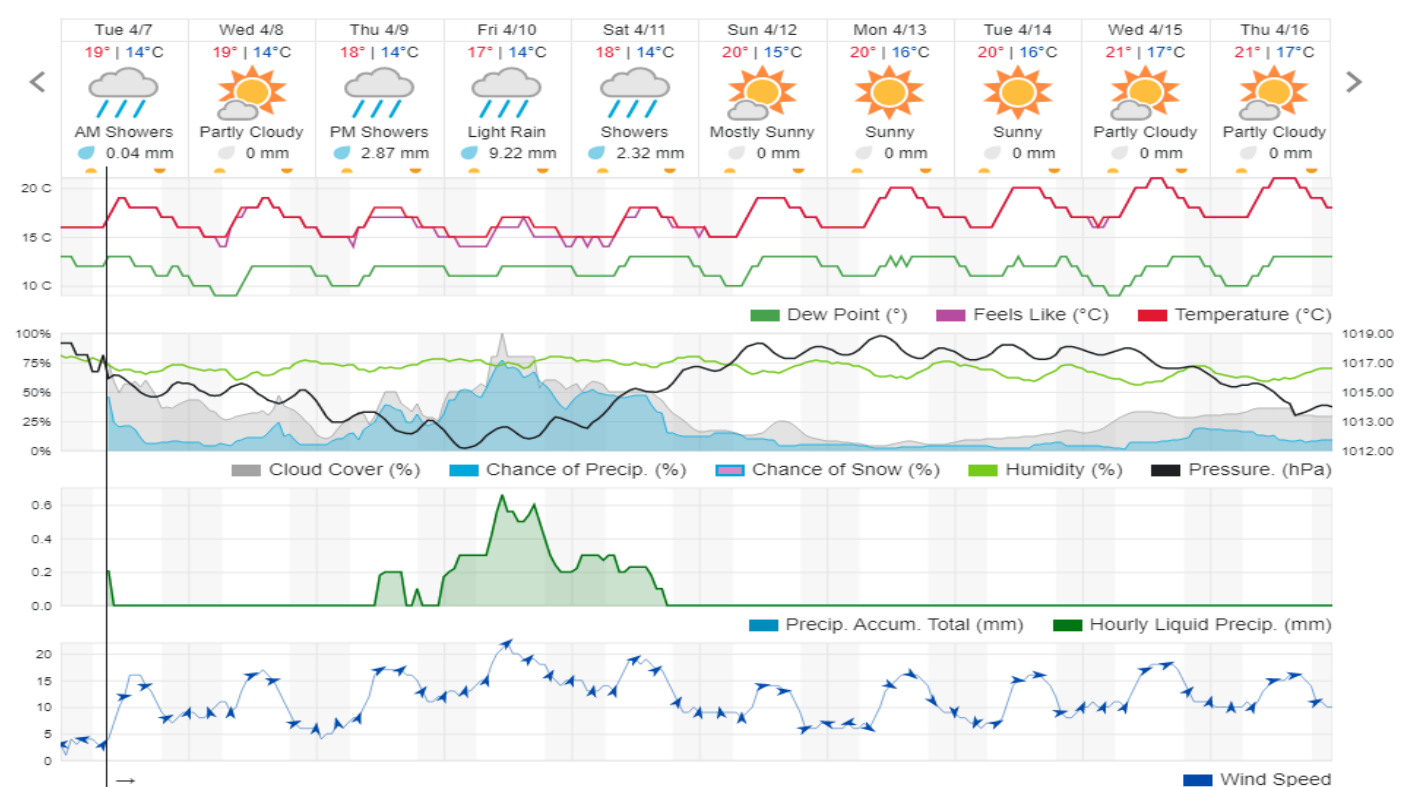 Tue 4/7 Wed 4/8 Thu 4/9 Fri 4/10 Sat 4/11 Sun 4/12 Mon 4/13 Tue 4/14 Wed 4/15 Thu 4/16
19° | 14°C 19° | 14°C 18° | 14°C 17° | 14°C 18° | 14°C 20° | 15°C 20° | 16°C 20° | 16°C 21° | 17°C 21° | 17°C
AM Showers Partly Cloudy PM Showers Light Rain Showers Mostly Sunny Sunny Sunny Partly Cloudy Partly Cloudy
0.04 mm 0 mm 2.87 mm 9.22 mm 2.32 mm 0 mm 0 mm 0 mm 0 mm 0 mm
20 C
15 C
10 C
Dew Point (°) Feels Like (°C) Temperature (°C)
100% 1019.00
75% 1017.00
50% 1015.00
25% 1013.00
0% 1012.00
Cloud Cover (%) Chance of Precip. (%) Chance of Snow (%) Humidity (%) Pressure. (hPa)
0.6
0.4
0.2
0.0
Precip. Accum. Total (mm) Hourly Liquid Precip. (mm)
20
15
10
5
0
Wind Speed